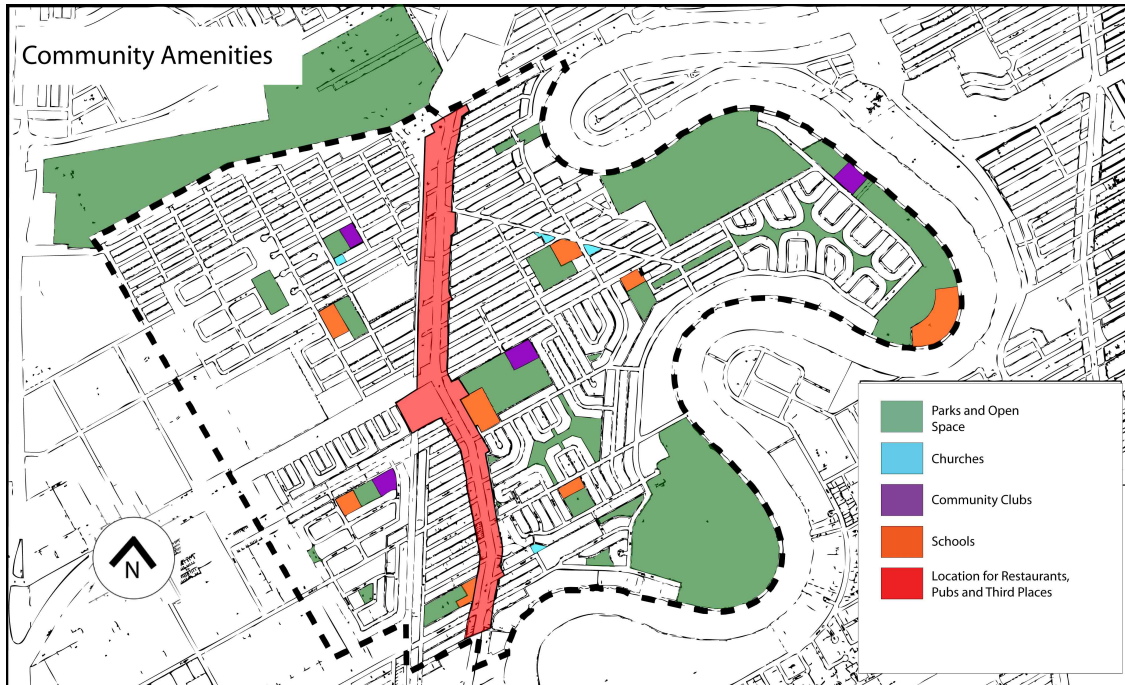 Community Amenities
Parks and Open
Space
Churches
Community Clubs
Schools
Location for Restaurants,
Pubs and Third Places
N